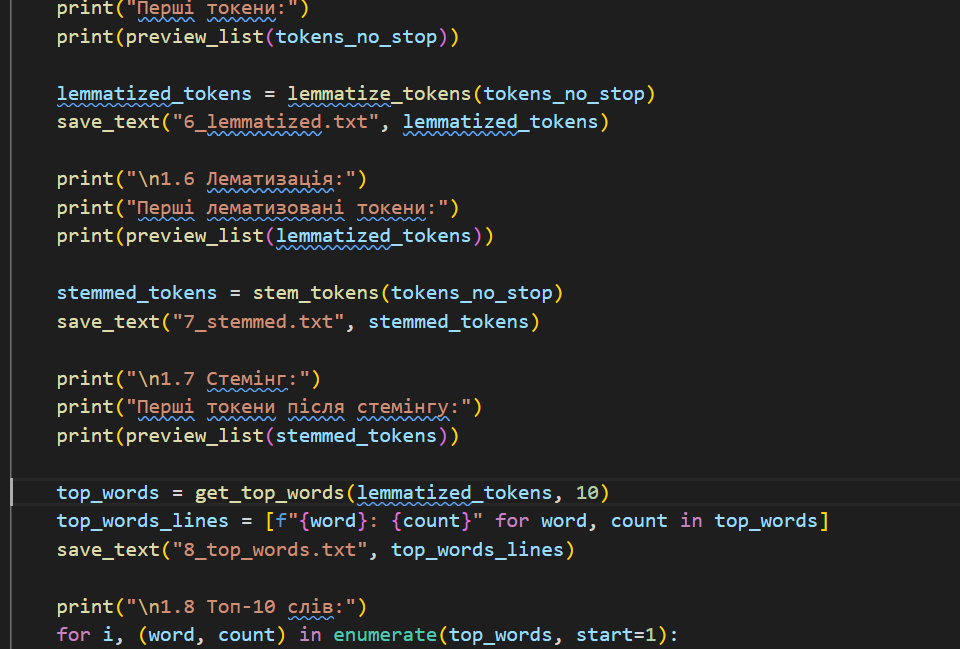 print("Перші токени:")
print(preview_list(tokens_no_stop))
lemmatized_tokens = lemmatize_tokens(tokens_no_stop)
save_text("6_lemmatized.txt", lemmatized_tokens)
print("\n1.6 Лематизація:")
print("Перші лематизовані токени:")
print(preview_list(lemmatized_tokens))
stemmed_tokens = stem_tokens(tokens_no_stop)
save_text("7_stemmed.txt", stemmed_tokens)
print("\n1.7 Стемінг:")
print("Перші токени після стемінгу:")
print(preview_list(stemmed_tokens))
top_words = get_top_words(lemmatized_tokens, 10)
top_words_lines = [f"{word}: {count}" for word, count in top_words]
save_text("8_top_words.txt", top_words_lines)
print("\n1.8 Топ-10 слів:")
for i, (word, count) in enumerate(top_words, start=1):